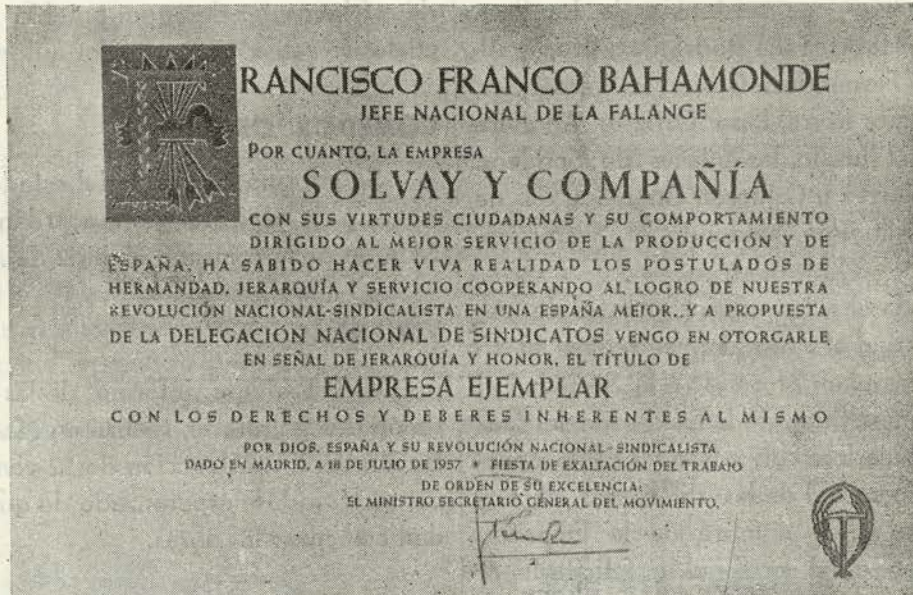 FRANCISCO FRANCO BAHAMONDE
JEFE NACIONAL DE LA FALANGE
POR CUANTO, LA EMPRESA
SOLVAY Y COMPAÑÍA
CON SUS VIRTUDES CIUDADANAS Y SU COMPORTAMIENTO
DIRIGIDO AL MEJOR SERVICIO DE LA PRODUCCIÓN Y DE
ESPAÑA, HA SABIDO HACER VIVA REALIDAD LOS POSTULADOS DE
HERMANDAD, JERARQUÍA Y SERVICIO COOPERANDO AL LOGRO DE NUESTRA
REVOLUCIÓN NACIONAL-SINDICALISTA EN UNA ESPAÑA MEJOR, Y A PROPUESTA
DE LA DELEGACIÓN NACIONAL DE SINDICATOS VENGO EN OTORGARLE,
EN SEÑAL DE JERARQUÍA Y HONOR, EL TÍTULO DE
EMPRESA EJEMPLAR
CON LOS DERECHOS Y DEBERES INHERENTES AL MISMO
POR DIOS, ESPAÑA Y SU REVOLUCIÓN NACIONAL-SINDICALISTA
DADO EN MADRID, A 18 DE JULIO DE 1957 * FIESTA DE EXALTACIÓN DEL TRABAJO
DE ORDEN DE SU EXCELENCIA:
EL MINISTRO SECRETARIO GENERAL DEL MOVIMIENTO,